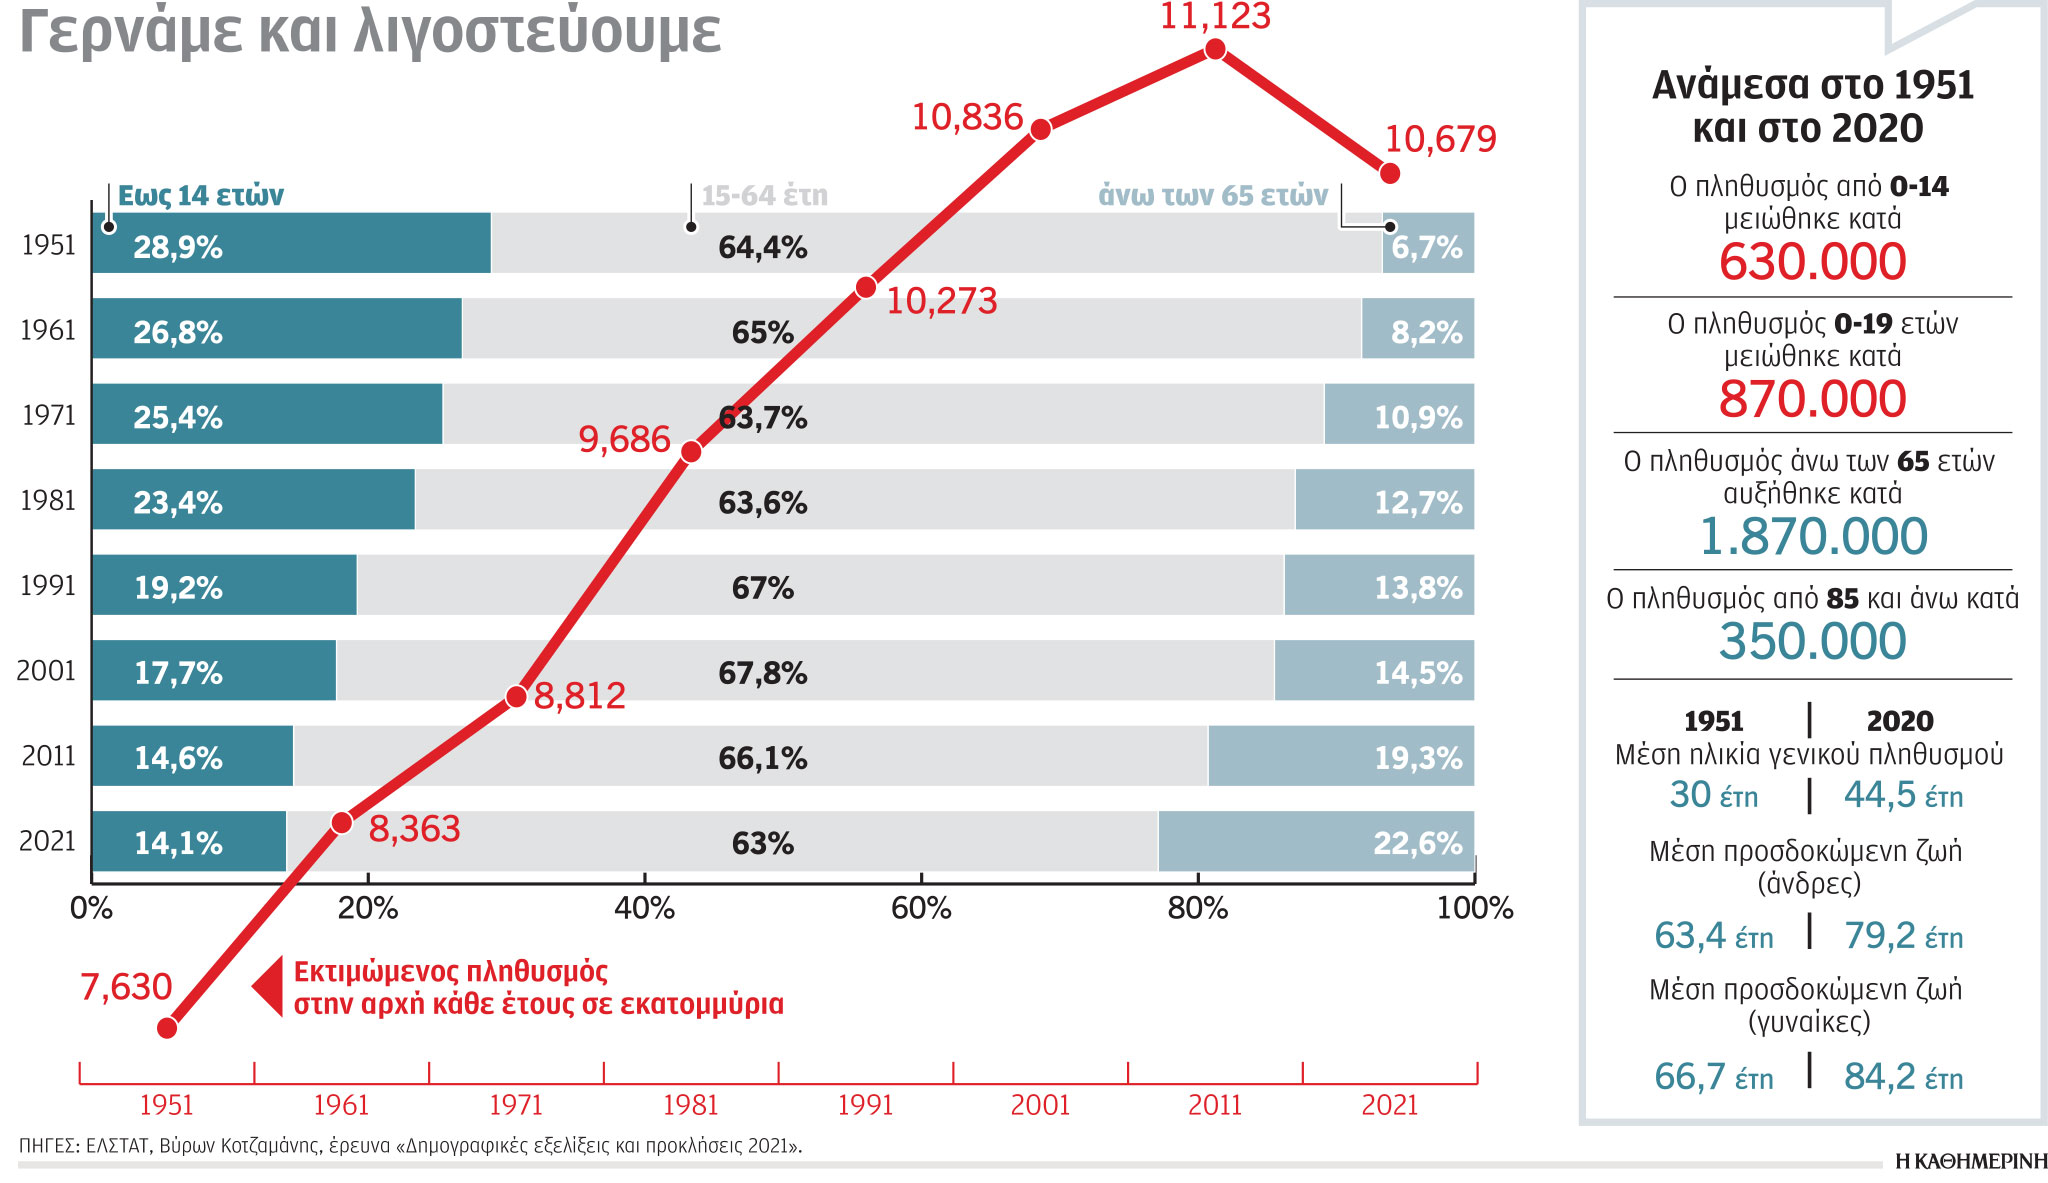 Γερνάμε και λιγοστεύουμε
Εως 14 ετών
15-64 έτη
άνω των 65 ετών
1951 28,9% 64,4% 6,7%
1961 26,8% 65% 8,2%
1971 25,4% 63,7% 10,9%
1981 23,4% 63,6% 12,7%
1991 19,2% 67% 13,8%
2001 17,7% 67,8% 14,5%
2011 14,6% 66,1% 19,3%
2021 14,1% 63% 22,6%
0% 20% 40% 60% 80% 100%
7,630
8,363
8,812
9,686
10,273
10,836
11,123
10,679
Εκτιμώμενος πληθυσμός
στην αρχή κάθε έτους σε εκατομμύρια
1951 1961 1971 1981 1991 2001 2011 2021
Ανάμεσα στο 1951
και στο 2020
Ο πληθυσμός από 0-14
μειώθηκε κατά
630.000
Ο πληθυσμός 0-19 ετών
μειώθηκε κατά
870.000
Ο πληθυσμός άνω των 65 ετών
αυξήθηκε κατά
1.870.000
Ο πληθυσμός από 85 και άνω κατά
350.000
1951 2020
Μέση ηλικία γενικού πληθυσμού
30 έτη 44,5 έτη
Μέση προσδοκώμενη ζωή
(άνδρες)
63,4 έτη 79,2 έτη
Μέση προσδοκώμενη ζωή
(γυναίκες)
66,7 έτη 84,2 έτη
ΠΗΓΕΣ: ΕΛΣΤΑΤ, Βύρων Κοτζαμάνης, έρευνα «Δημογραφικές εξελίξεις και προκλήσεις 2021».
Η ΚΑΘΗΜΕΡΙΝΗ